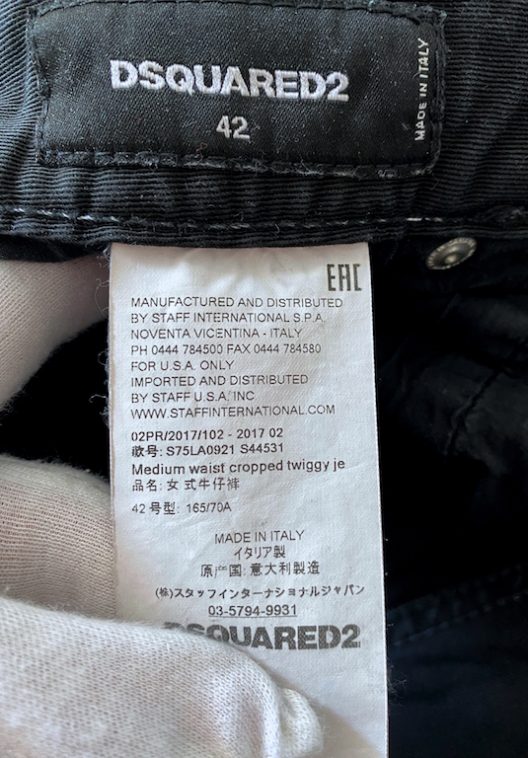 DSQUARED2
42
MADE IN ITALY
EAC
MANUFACTURED AND DISTRIBUTED
BY STAFF INTERNATIONAL S.P.A.
NOVENTA VICENTINA - ITALY
PH 0444 784500 FAX 0444 784580
FOR U.S.A. ONLY
IMPORTED AND DISTRIBUTED
BY STAFF U.S.A. INC
WWW.STAFFINTERNATIONAL.COM
02PR/2017/102 - 2017 02
款号: S75LA0921 S44531
Medium waist cropped twiggy je
品名: 女式牛仔裤
42 号型: 165/70A
MADE IN ITALY
イタリア製
国: 意大利製造
(株)スタッフインターナショナルジャパン
03-5794-9931
DSQUARED2